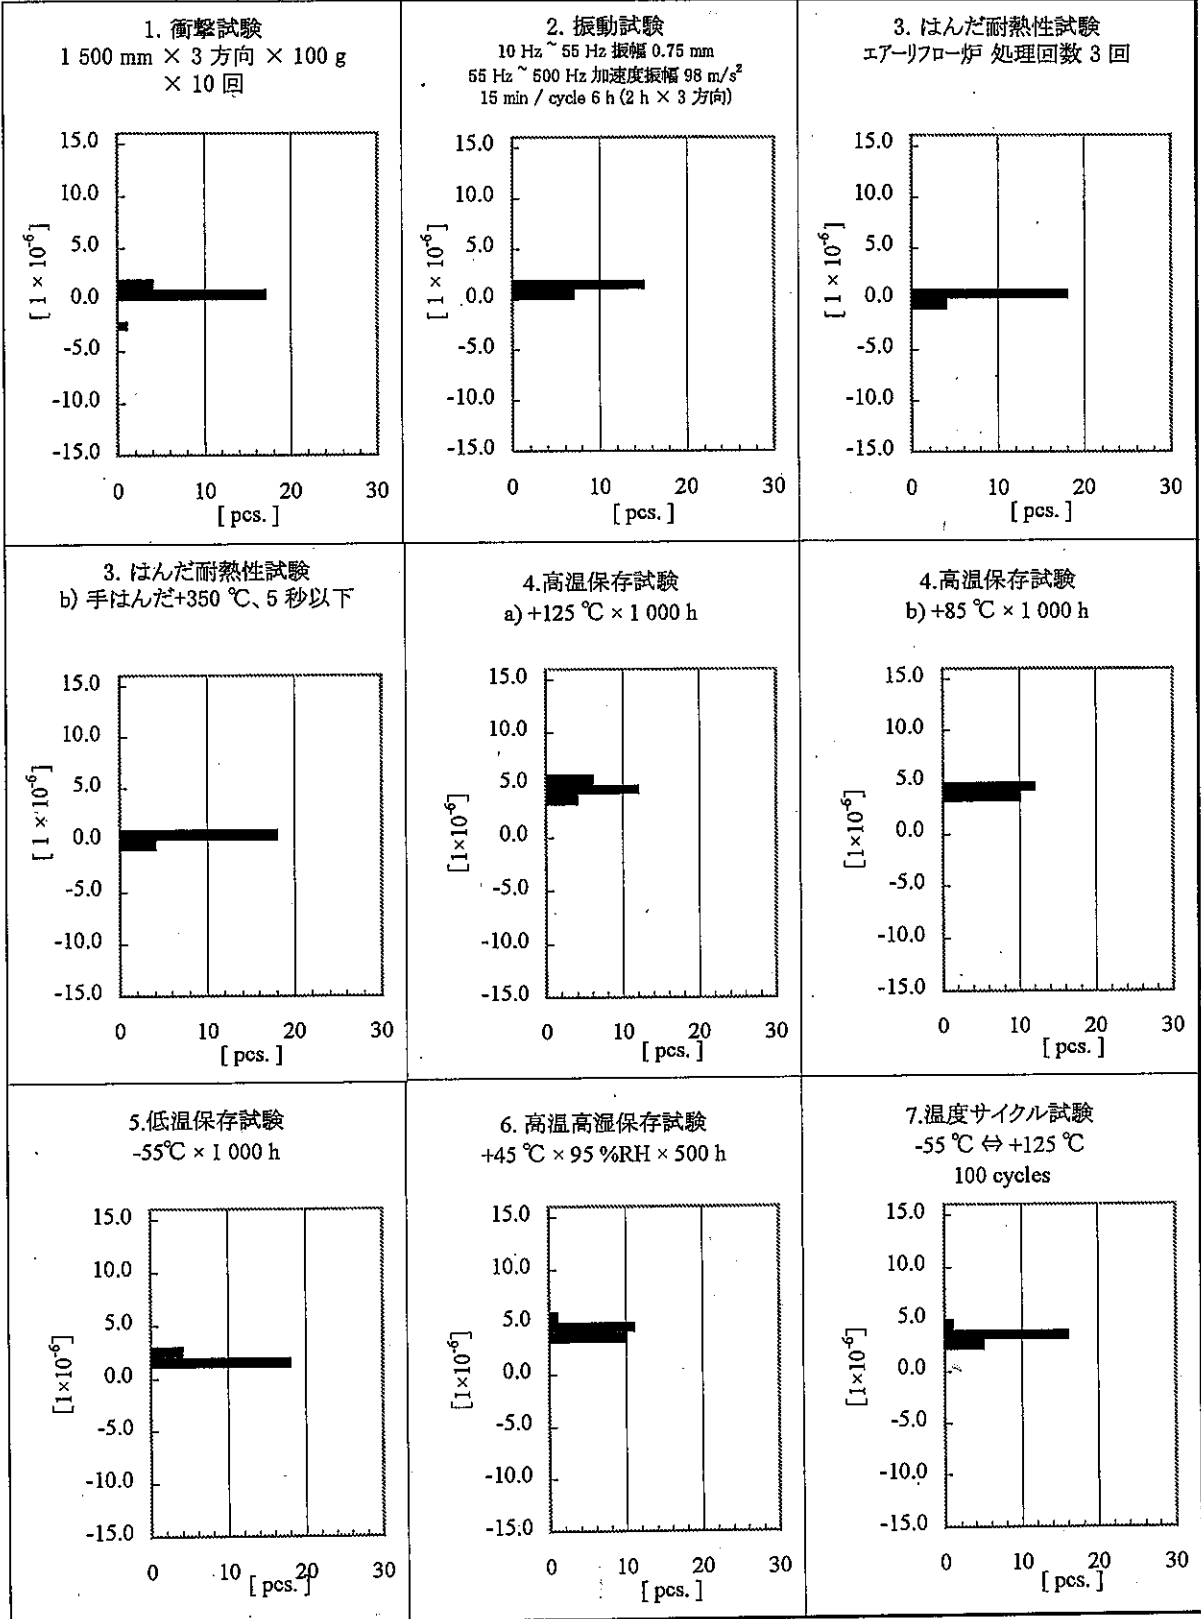 1. 衝撃試験
1 500 mm × 3 方向 × 100 g
× 10 回
15.0
10.0
5.0
0.0
-5.0
-10.0
-15.0
[ 1 × 10⁻⁶]
0 10 20 30
[ pcs. ]
2. 振動試験
10 Hz ~ 55 Hz 振幅 0.75 mm
55 Hz ~ 500 Hz 加速度振幅 98 m/s²
15 min / cycle 6 h (2 h × 3 方向)
15.0
10.0
5.0
0.0
-5.0
-10.0
-15.0
[ 1 × 10⁻⁶]
0 10 20 30
[ pcs. ]
3. はんだ耐熱性試験
エアーリフロー炉 処理回数 3 回
15.0
10.0
5.0
0.0
-5.0
-10.0
-15.0
[ 1 × 10⁻⁶]
0 10 20 30
[ pcs. ]
3. はんだ耐熱性試験
b) 手はんだ+350 ℃、5 秒以下
15.0
10.0
5.0
0.0
-5.0
-10.0
-15.0
[ 1 × 10⁻⁶]
0 10 20 30
[ pcs. ]
4.高温保存試験
a) +125 ℃ × 1 000 h
15.0
10.0
5.0
0.0
-5.0
-10.0
-15.0
[1×10⁻⁶]
0 10 20 30
[ pcs. ]
4.高温保存試験
b) +85 ℃ × 1 000 h
15.0
10.0
5.0
0.0
-5.0
-10.0
-15.0
[1×10⁻⁶]
0 10 20 30
[ pcs. ]
5.低温保存試験
-55℃ × 1 000 h
15.0
10.0
5.0
0.0
-5.0
-10.0
-15.0
[1×10⁻⁶]
0 10 20 30
[ pcs. ]
6. 高温高湿保存試験
+45 ℃ × 95 %RH × 500 h
15.0
10.0
5.0
0.0
-5.0
-10.0
-15.0
[1×10⁻⁶]
0 10 20 30
[ pcs. ]
7.温度サイクル試験
-55 ℃ ⇔ +125 ℃
100 cycles
15.0
10.0
5.0
0.0
-5.0
-10.0
-15.0
[1×10⁻⁶]
0 10 20 30
[ pcs. ]